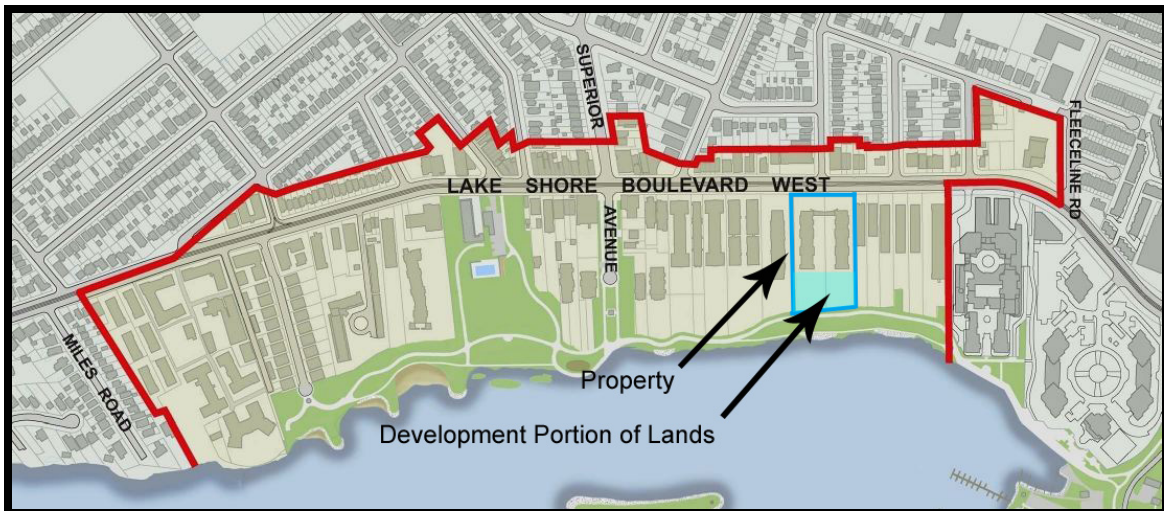 SUPERIOR
FLEECELINE RD
LAKE SHORE BOULEVARD WEST
AVENUE
MILES ROAD
Property
Development Portion of Lands